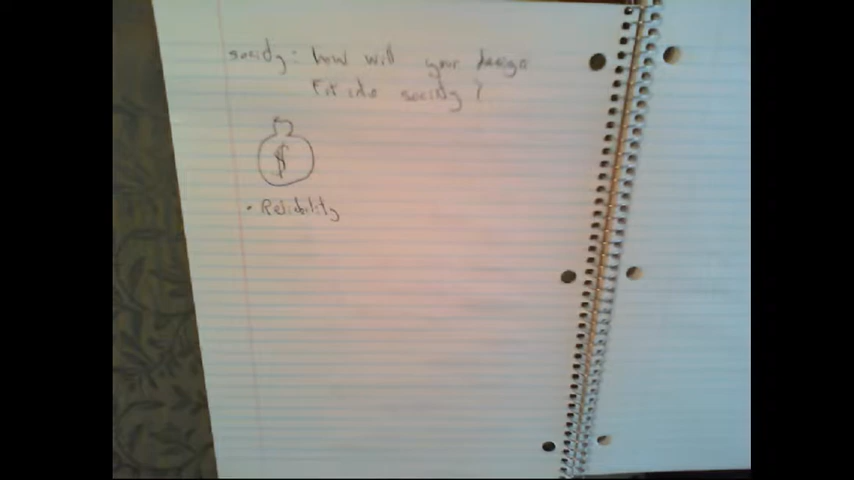 society: how will your design
Fit into society?
$
• Reliability